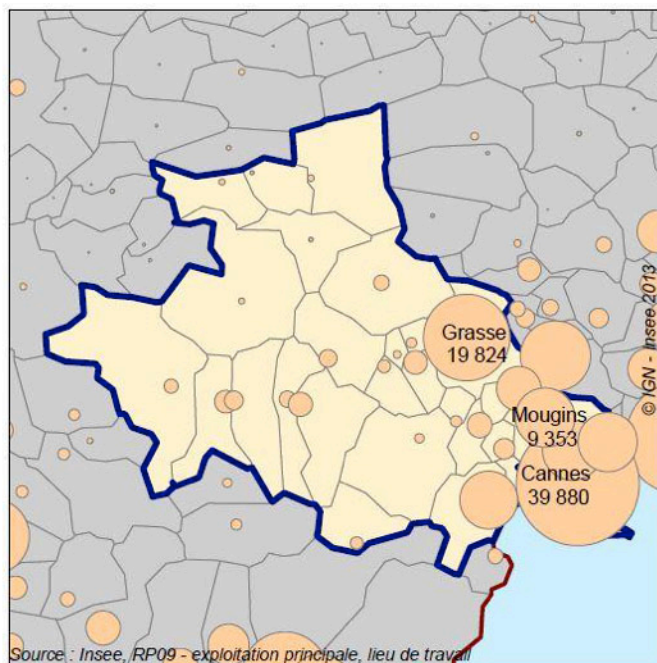 Grasse
19 824
Mougins
9 353
Cannes
39 880
© IGN - Insee 2013
Source : Insee, RP09 - exploitation principale, lieu de travail